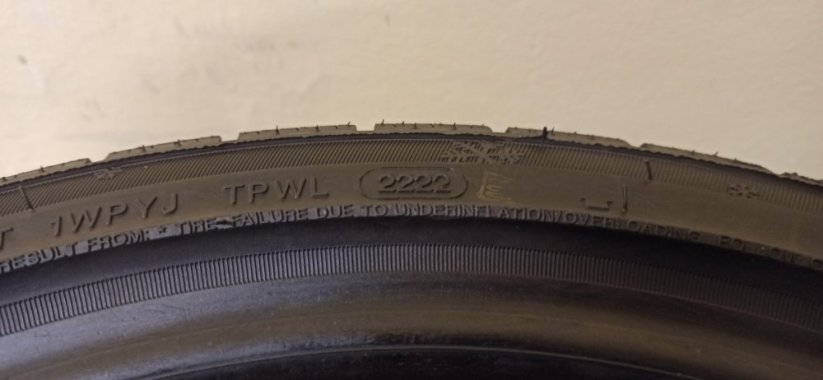 T 1WPYJ TPWL 2222
RESULT FROM: * TIRE FAILURE DUE TO UNDERINFLATION/OVERLOADING